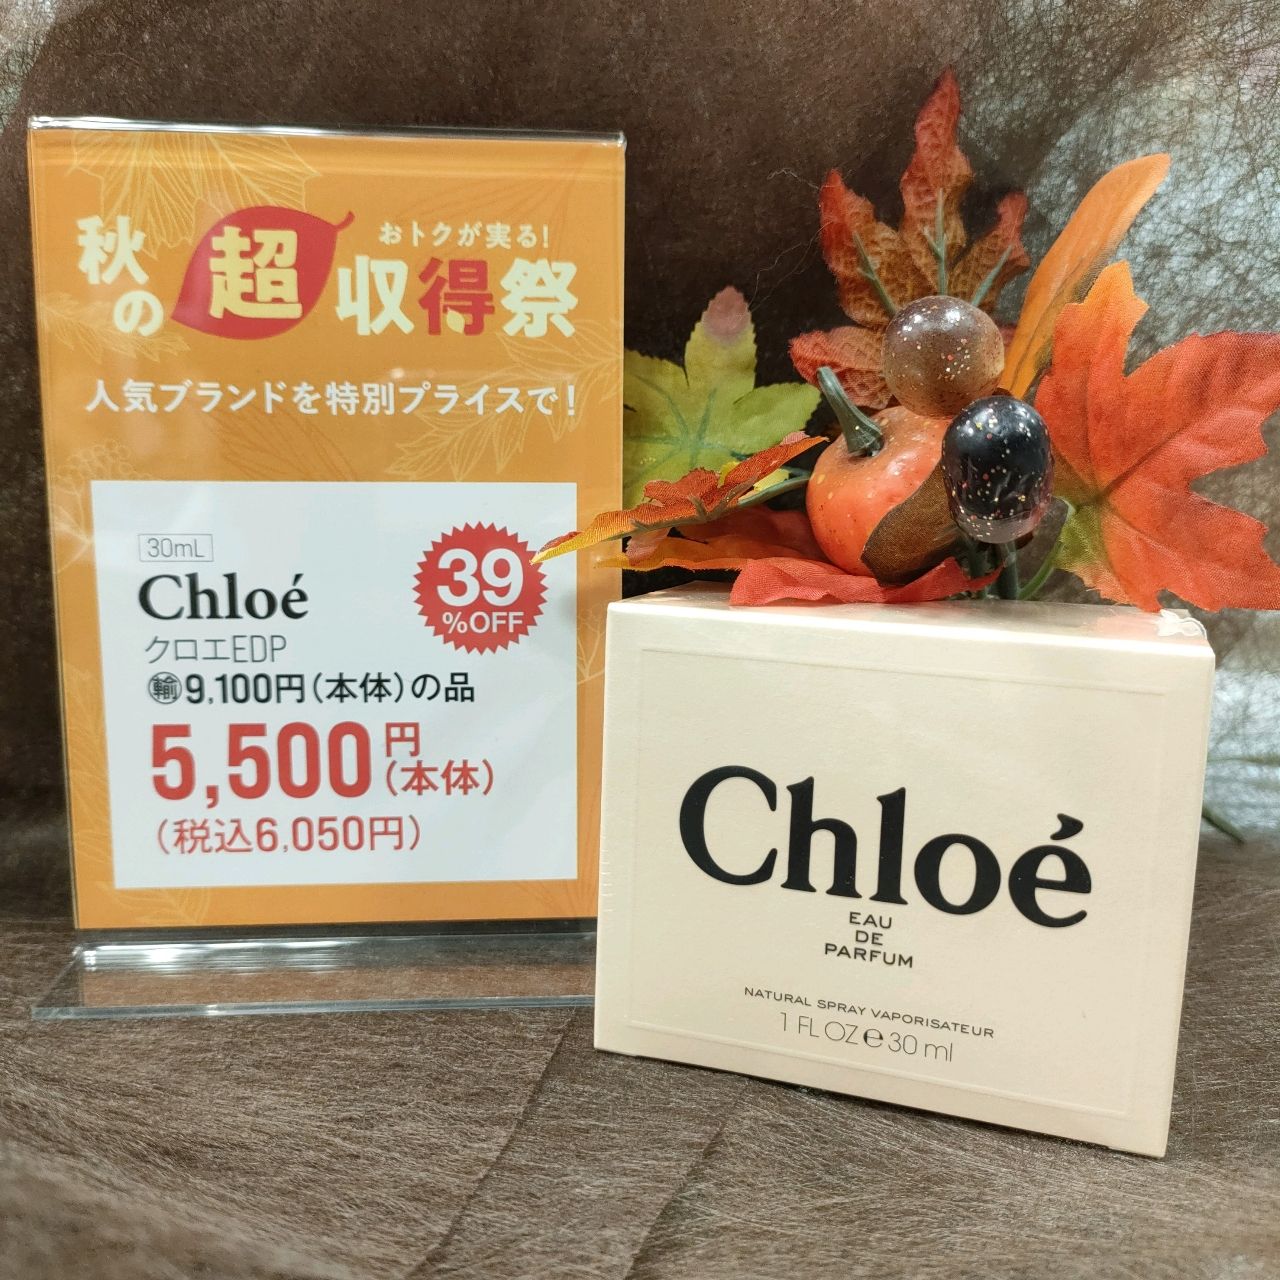 おトクが実る!
秋の超収得祭
人気ブランドを特別プライスで!
30mL
Chloé
クロエEDP
39
%OFF
輸9,100円(本体)の品
5,500円(本体)
(税込6,050円)
Chloé
EAU
DE
PARFUM
NATURAL SPRAY VAPORISATEUR
1 FL OZ e 30 ml